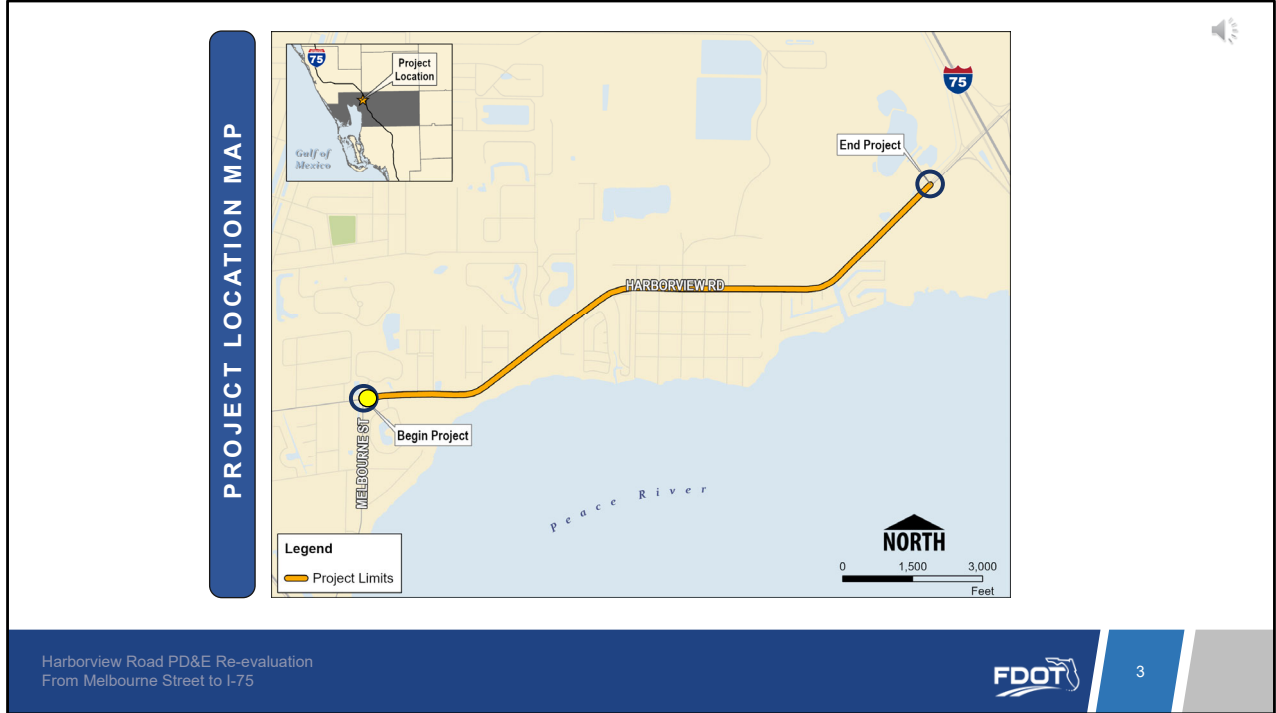 PROJECT LOCATION MAP
75
Project
Location
Gulf of
Mexico
75
End Project
HARBORVIEW RD
Begin Project
MELBOURNE ST
Peace River
Legend
Project Limits
NORTH
0 1,500 3,000
Feet
Harborview Road PD&E Re-evaluation
From Melbourne Street to I-75
FDOT
3